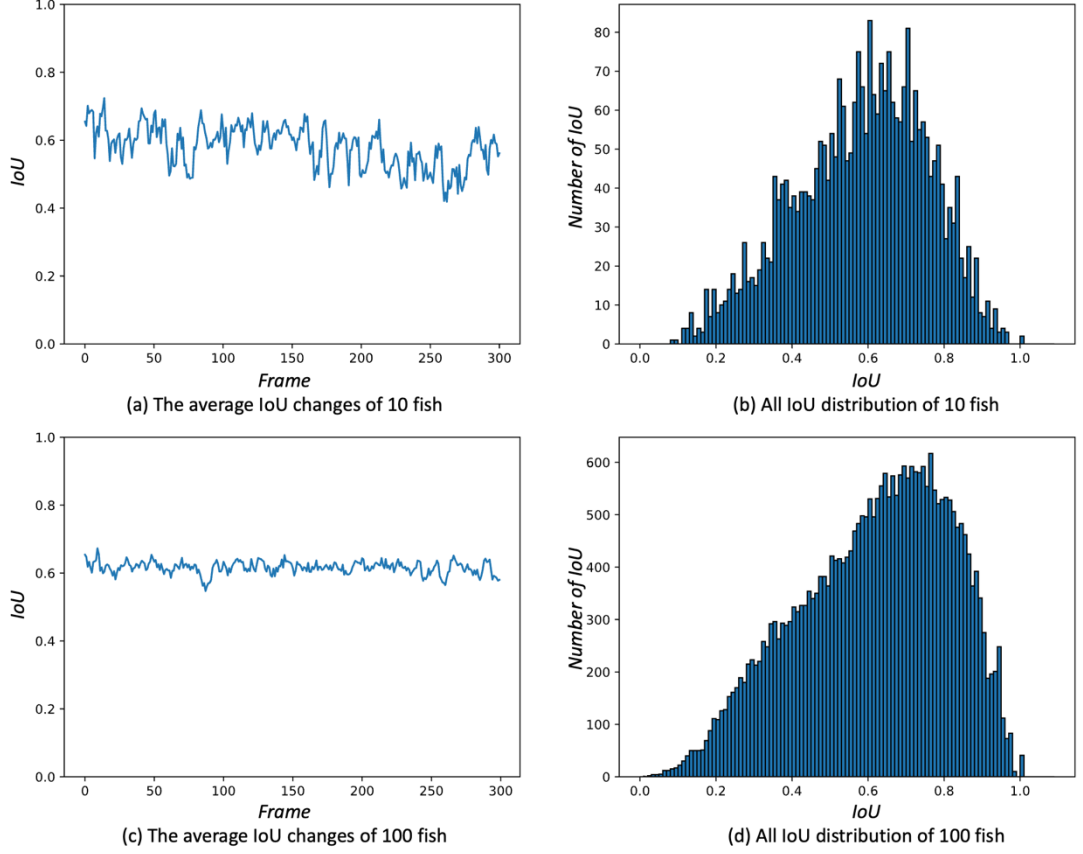 1.0
0.8
0.6
0.4
0.2
0.0
IoU
0 50 100 150 200 250 300
Frame
(a) The average IoU changes of 10 fish
80
70
60
50
40
30
20
10
0
Number of IoU
0.0 0.2 0.4 0.6 0.8 1.0
IoU
(b) All IoU distribution of 10 fish
1.0
0.8
0.6
0.4
0.2
0.0
IoU
0 50 100 150 200 250 300
Frame
(c) The average IoU changes of 100 fish
600
500
400
300
200
100
0
Number of IoU
0.0 0.2 0.4 0.6 0.8 1.0
IoU
(d) All IoU distribution of 100 fish